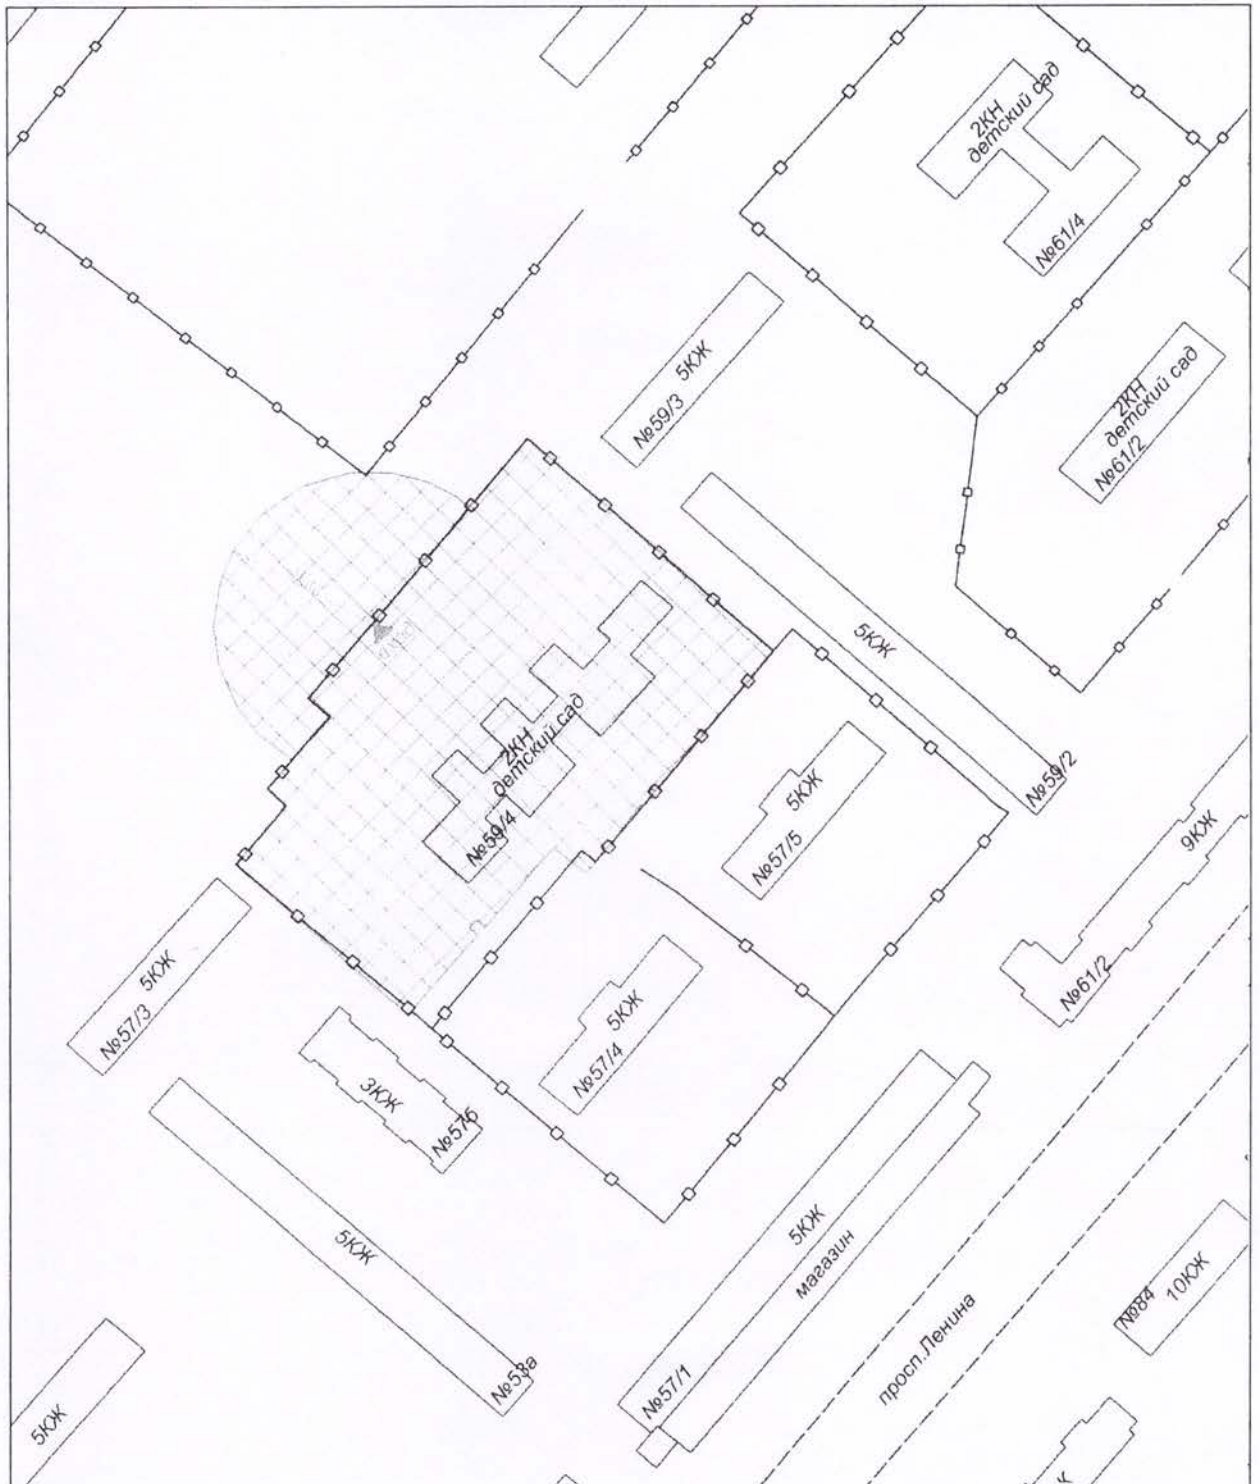 2КН
детский сад
№61/4
5КЖ
№59/3
2КН
детский сад
№61/2
5КЖ
№59/2
2КН
детский сад
№59/4
5КЖ
№57/5
9КЖ
№61/2
5КЖ
№57/3
5КЖ
№57/4
3КЖ
№57б
5КЖ
№53а
5КЖ
магазин
№57/1
просп.Ленина
№84
10КЖ
5КЖ